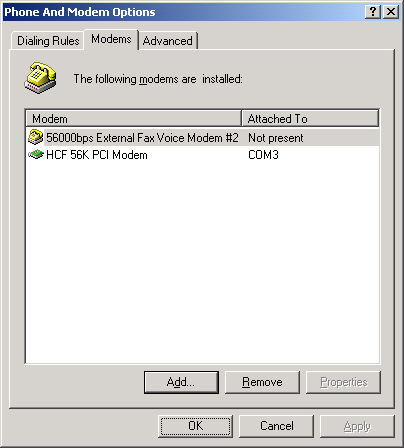 Phone And Modem Options
Dialing Rules Modems Advanced
The following modems are installed:
Modem Attached To
56000bps External Fax Voice Modem #2 Not present
HCF 56K PCI Modem COM3
Add... Remove Properties
OK Cancel Apply